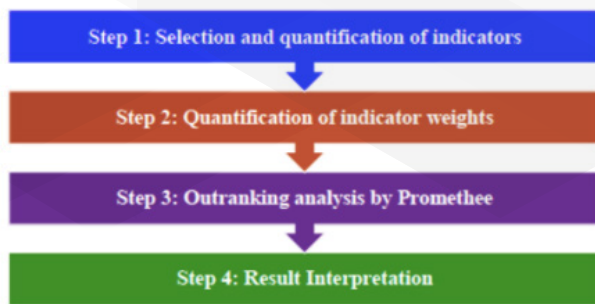 Step 1: Selection and quantification of indicators
Step 2: Quantification of indicator weights
Step 3: Outranking analysis by Promethee
Step 4: Result Interpretation